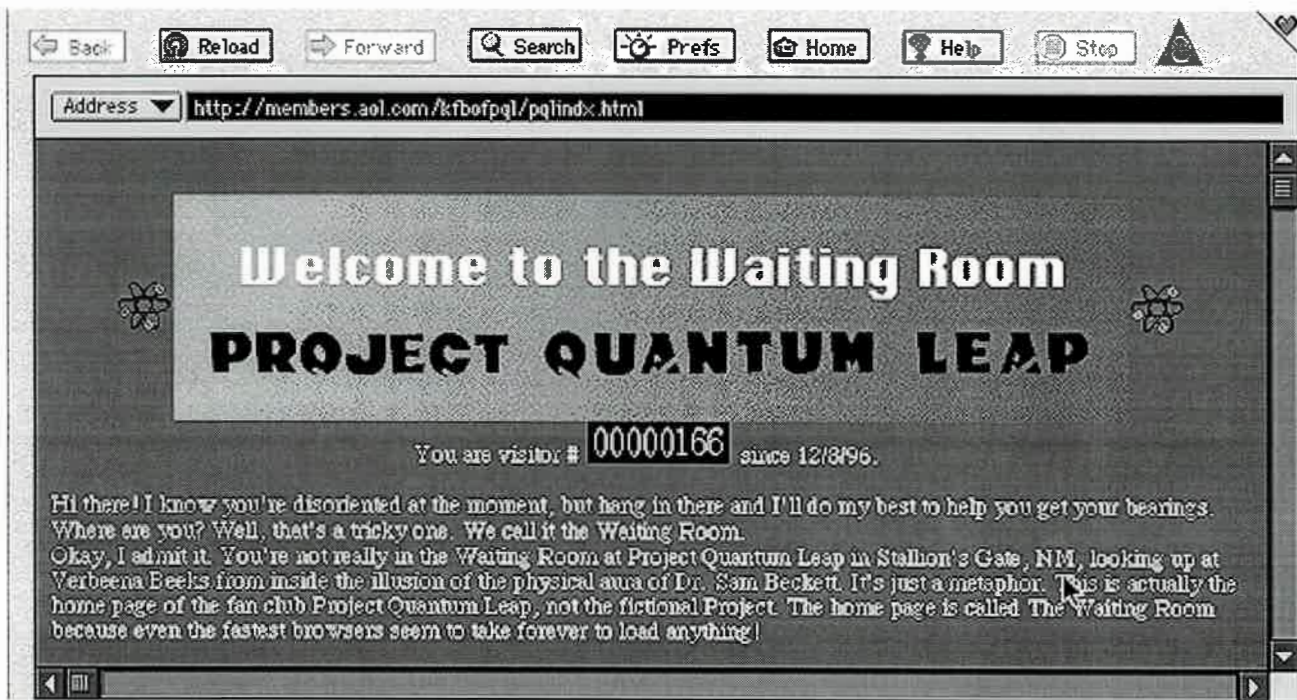 Back Reload Forward Search Prefs Home Help Stop
Address http://members.aol.com/kfbofpql/pqlindx.html
Welcome to the Waiting Room
PROJECT QUANTUM LEAP
You are visitor # 00000166 since 12/8/96.
Hi there! I know you're disoriented at the moment, but hang in there and I'll do my best to help you get your bearings.
Where are you? Well, that's a tricky one. We call it the Waiting Room.
Okay, I admit it. You're not really in the Waiting Room at Project Quantum Leap in Stallion's Gate, NM, looking up at
Verbeena Beeks from inside the illusion of the physical aura of Dr. Sam Beckett. It's just a metaphor. This is actually the
home page of the fan club Project Quantum Leap, not the fictional Project. The home page is called The Waiting Room
because even the fastest browsers seem to take forever to load anything!